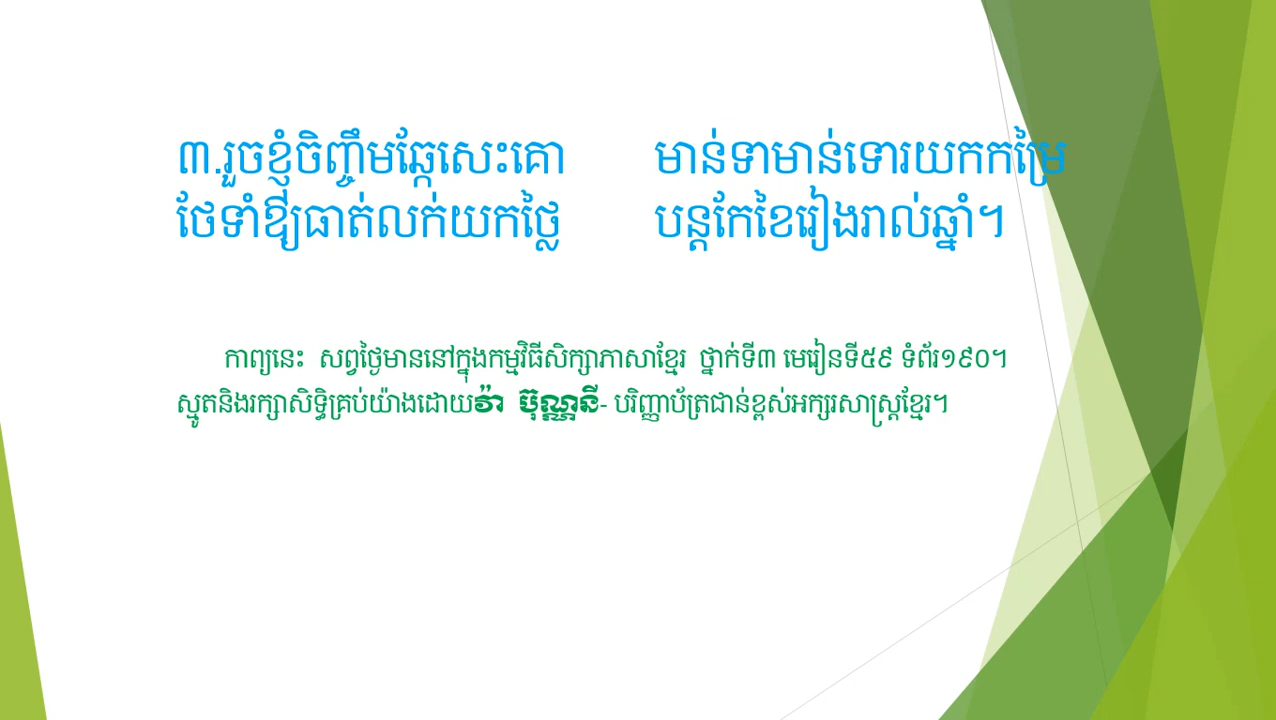 ៣.រួចខ្ញុំចិញ្ចឹមឆ្កែសេះគោ មាន់ទាមាន់ទោរយកកម្រៃ
ថែទាំឱ្យធាត់លក់យកថ្លៃ បន្តកែខៃរៀងរាល់ឆ្នាំ។
កាព្យនេះ សព្វថ្ងៃមាននៅក្នុងកម្មវិធីសិក្សាភាសាខ្មែរ ថ្នាក់ទី៣ មេរៀនទី៥៩ ទំព័រ១៩០។
ស្មូតនិងរក្សាសិទ្ធិគ្រប់យ៉ាងដោយវ៉ា ប៊ុណ្ណនី- បរិញ្ញាប័ត្រជាន់ខ្ពស់អក្សរសាស្ត្រខ្មែរ។